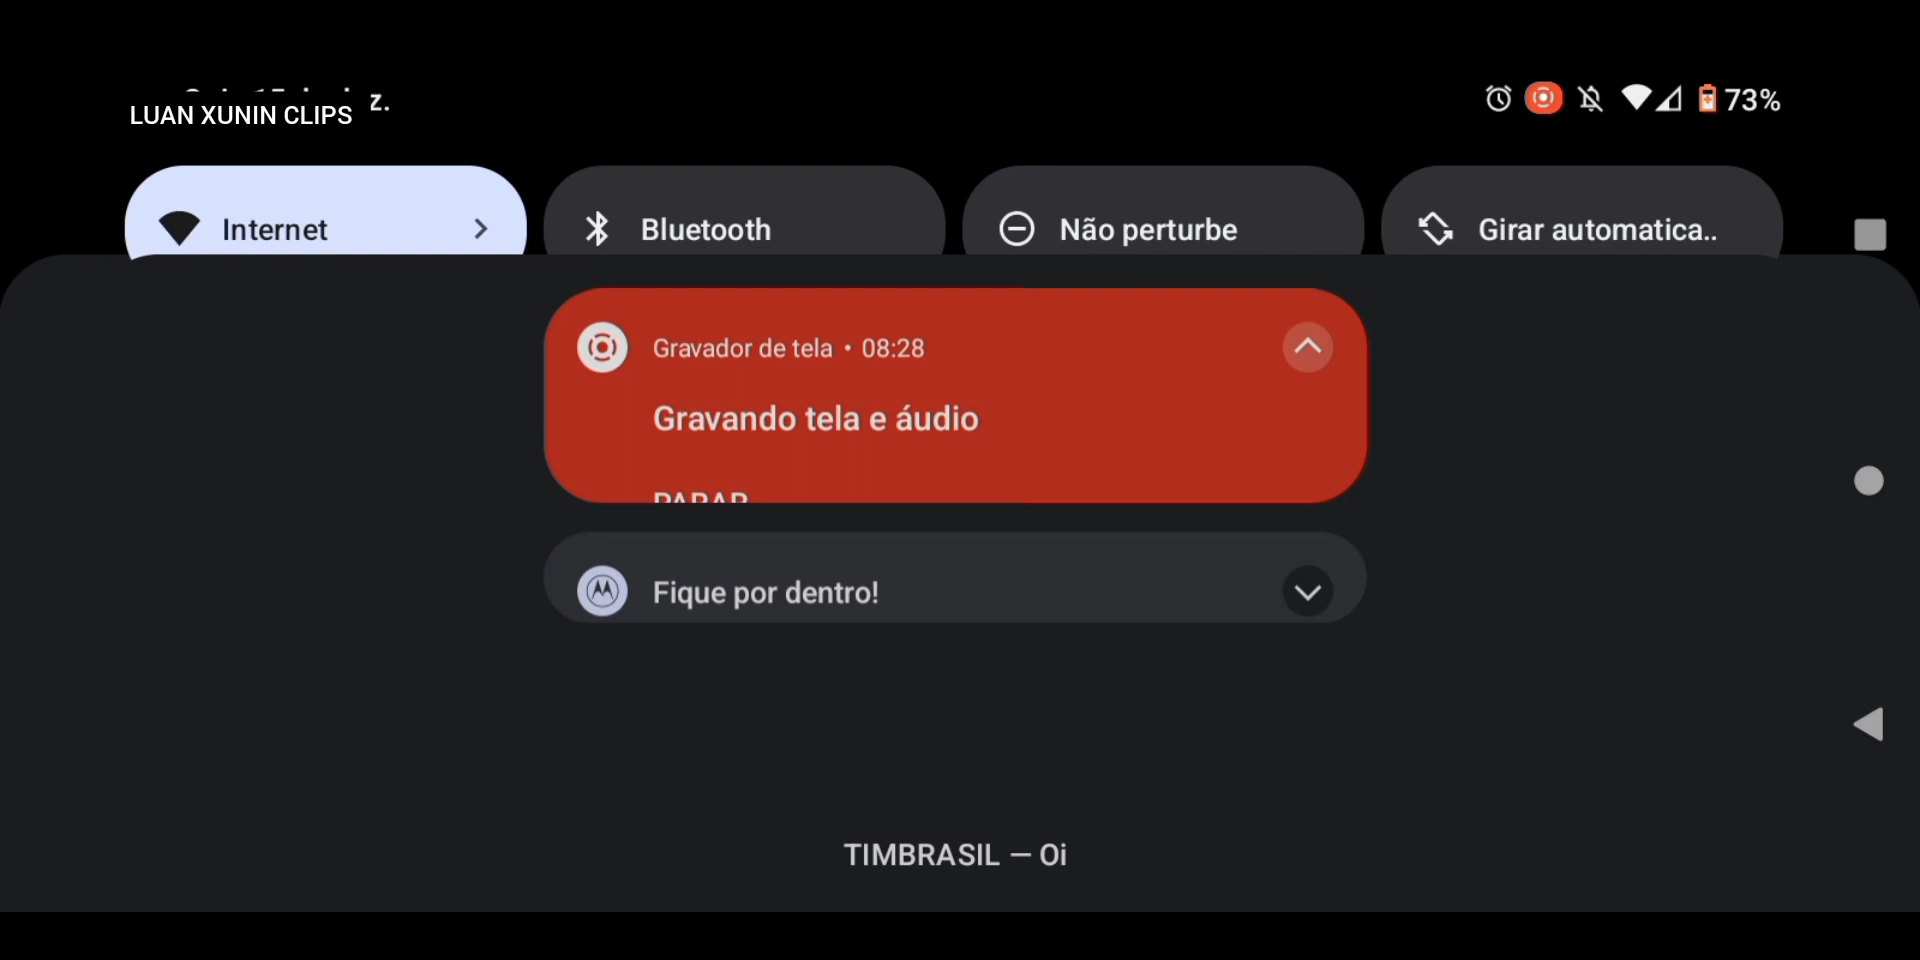 LUAN XUNIN CLIPS
z.
73%
Internet
Bluetooth
Não perturbe
Girar automatica..
Gravador de tela • 08:28
Gravando tela e áudio
PARAR
Fique por dentro!
TIMBRASIL — Oi